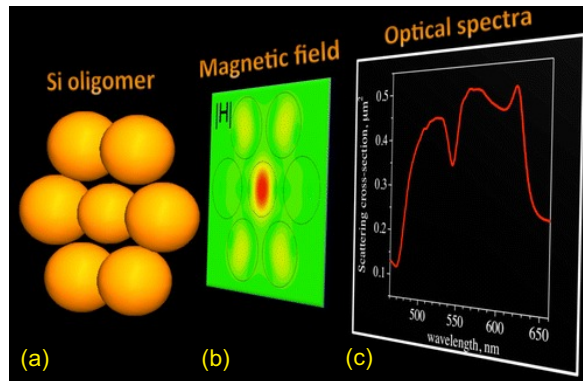 Si oligomer
Magnetic field
Optical spectra
|H|
Scattering cross-section, μm²
0.5
0.4
0.3
0.2
0.1
500 550 600 650
wavelength, nm
(a) (b) (c)